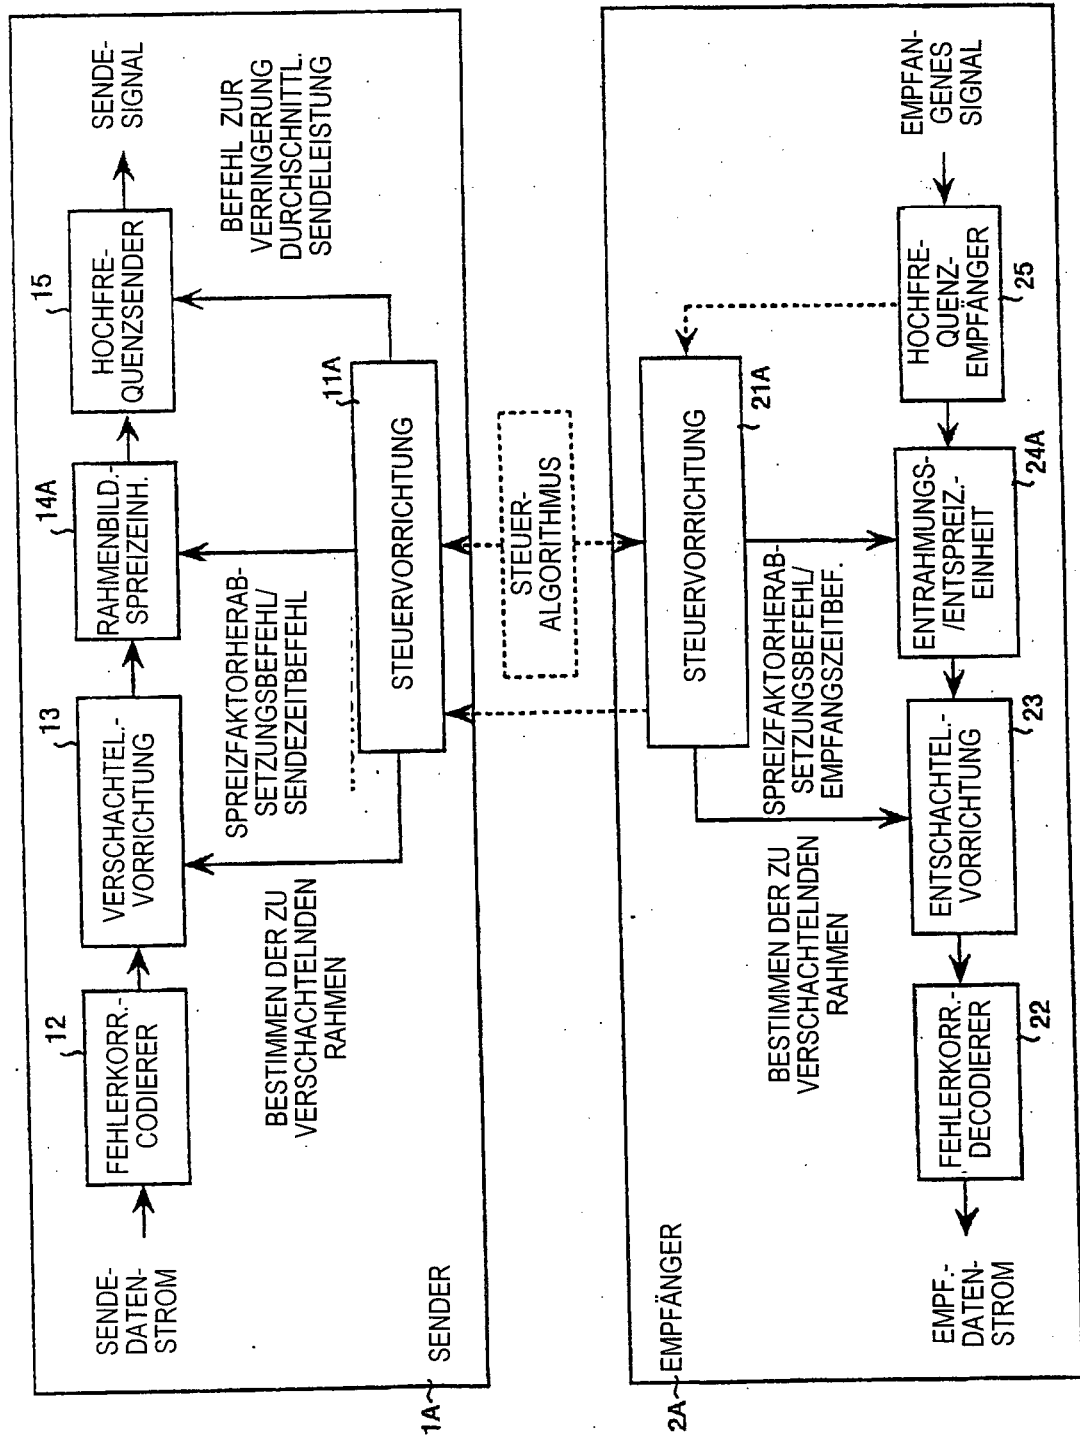 1A
SENDER
SENDE-
DATEN-
STROM
12
FEHLERKORR.-
CODIERER
13
VERSCHACHTEL.-
VORRICHTUNG
14A
RAHMENBILD.-
SPREIZEINH.
15
HOCHFRE-
QUENZSENDER
SENDE-
SIGNAL
BESTIMMEN DER ZU
VERSCHACHTELNDEN
RAHMEN
SPREIZFAKTORHERAB-
SETZUNGSBEFEHL/
SENDEZEITBEFEHL
BEFEHL ZUR
VERRINGERUNG
DURCHSCHNITTL.
SENDELEISTUNG
11A
STEUERVORRICHTUNG
STEUER-
ALGORITHMUS
2A
EMPFÄNGER
STEUERVORRICHTUNG
21A
BESTIMMEN DER ZU
VERSCHACHTELNDEN
RAHMEN
SPREIZFAKTORHERAB-
SETZUNGSBEFEHL/
EMPFANGSZEITBEF.
EMPF.-
DATEN-
STROM
FEHLERKORR.-
DECODIERER
22
ENTSCHACHTEL.-
VORRICHTUNG
23
ENTRAHMUNGS-
/ENTSPREIZ.-
EINHEIT
24A
HOCHFRE-
QUENZ-
EMPFÄNGER
25
EMPFAN-
GENES
SIGNAL